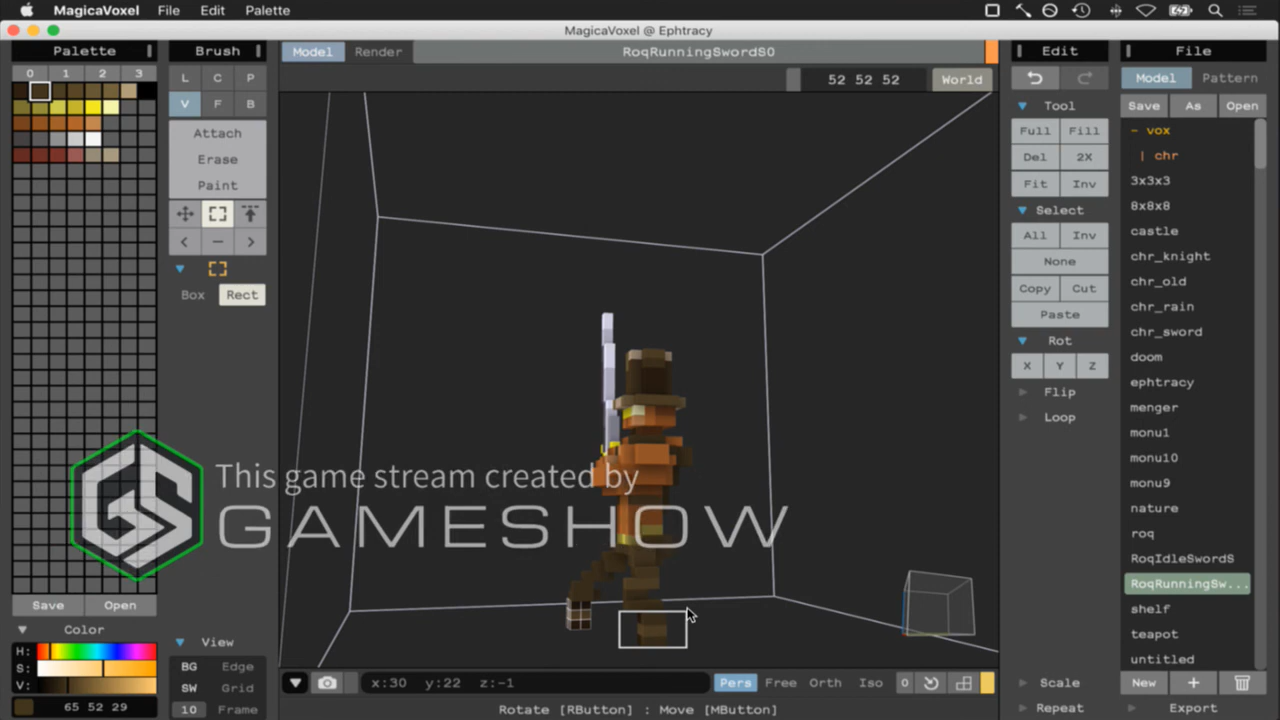 MagicaVoxel File Edit Palette
MagicaVoxel @ Ephtracy
Palette
0 1 2 3
Save Open
Color
H:
S:
V:
65 52 29
Brush
L C P
V F B
Attach
Erase
Paint
< - >
Box Rect
View
BG Edge
SW Grid
10 Frame
Model Render RoqRunningSwordS0
52 52 52 World
This game stream created by
GAMESHOW
x:30 y:22 z:-1 Pers Free Orth Iso 0
Rotate [RButton] : Move [MButton]
Edit
Tool
Full Fill
Del 2X
Fit Inv
Select
All Inv
None
Copy Cut
Paste
Rot
X Y Z
Flip
Loop
Scale
Repeat
File
Model Pattern
Save As Open
- vox
| chr
3x3x3
8x8x8
castle
chr_knight
chr_old
chr_rain
chr_sword
doom
ephtracy
menger
monu1
monu10
monu9
nature
roq
RoqIdleSwordS
RoqRunningSw...
shelf
teapot
untitled
New +
Export